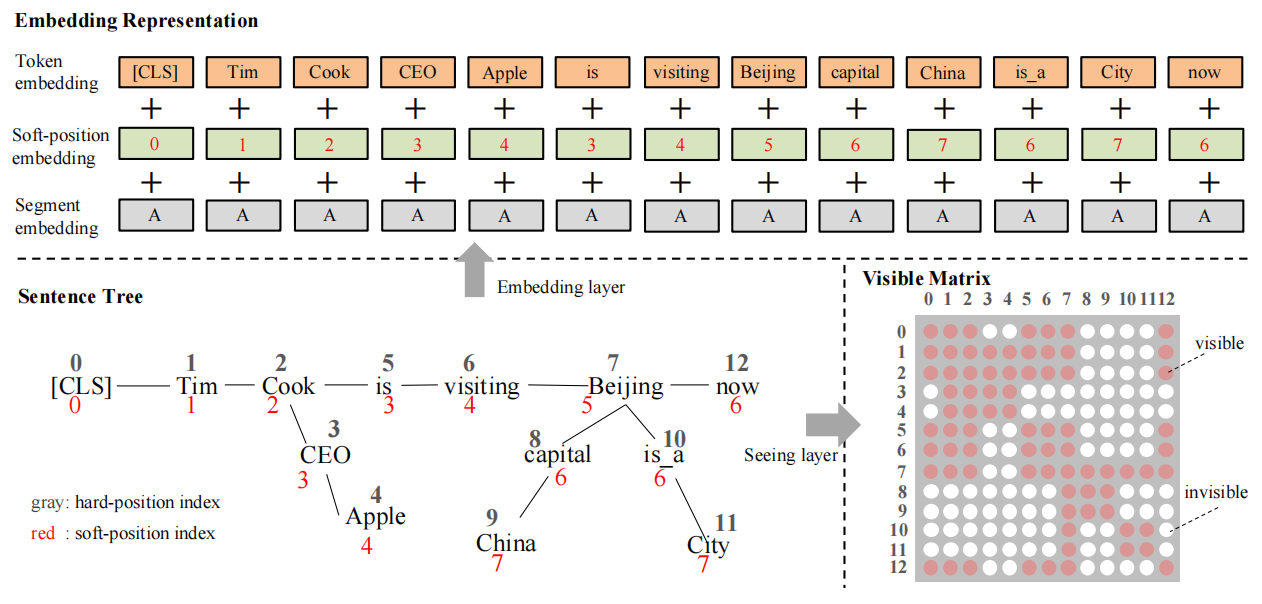 Embedding Representation
Token embedding
[CLS] Tim Cook CEO Apple is visiting Beijing capital China is_a City now
+ + + + + + + + + + + + +
Soft-position embedding
0 1 2 3 4 3 4 5 6 7 6 7 6
+ + + + + + + + + + + + +
Segment embedding
A A A A A A A A A A A A A
Embedding layer
Sentence Tree
0 1 2 5 6 7 12
[CLS] Tim Cook is visiting Beijing now
0 1 2 3 4 5 6
3 8 10
CEO capital is_a
3 6 6
4 9 11
Apple China City
4 7 7
gray: hard-position index
red : soft-position index
Seeing layer
Visible Matrix
0 1 2 3 4 5 6 7 8 9 10 11 12
0
1
2
3
4
5
6
7
8
9
10
11
12
visible
invisible